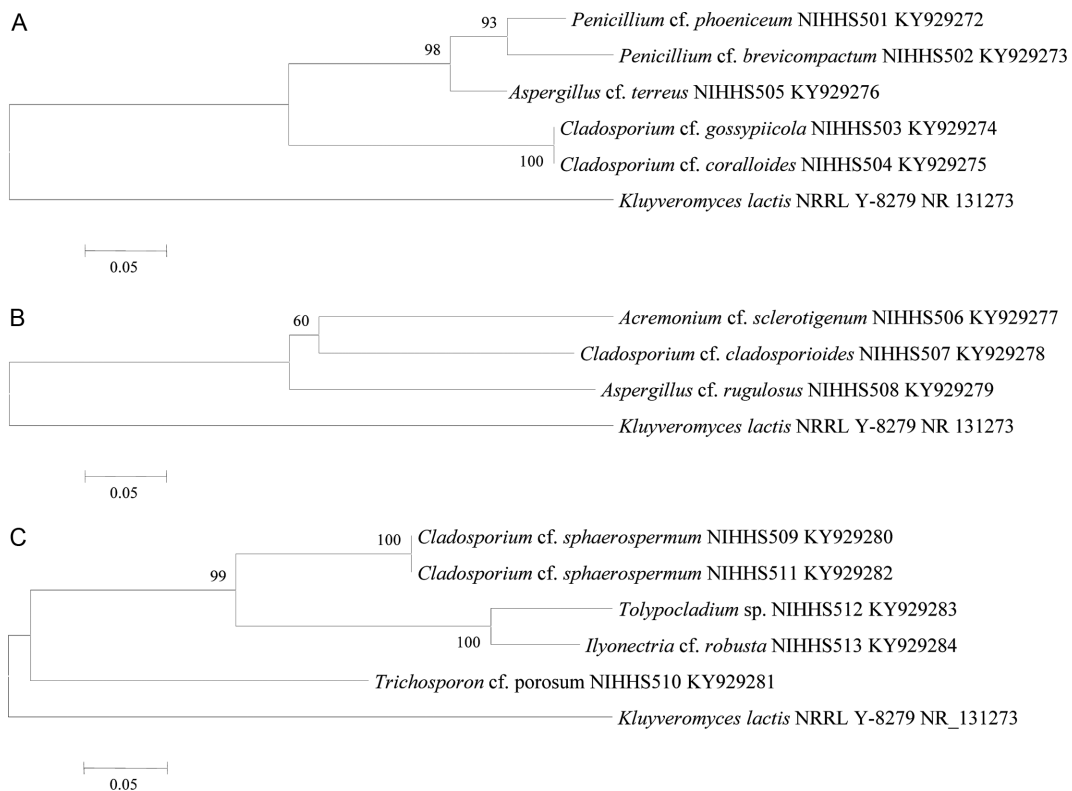 A
93
Penicillium cf. phoeniceum NIHHS501 KY929272
98
Penicillium cf. brevicompactum NIHHS502 KY929273
Aspergillus cf. terreus NIHHS505 KY929276
Cladosporium cf. gossypiicola NIHHS503 KY929274
100
Cladosporium cf. coralloides NIHHS504 KY929275
Kluyveromyces lactis NRRL Y-8279 NR 131273
0.05
B
60
Acremonium cf. sclerotigenum NIHHS506 KY929277
Cladosporium cf. cladosporioides NIHHS507 KY929278
Aspergillus cf. rugulosus NIHHS508 KY929279
Kluyveromyces lactis NRRL Y-8279 NR 131273
0.05
C
100
Cladosporium cf. sphaerospermum NIHHS509 KY929280
99
Cladosporium cf. sphaerospermum NIHHS511 KY929282
Tolypocladium sp. NIHHS512 KY929283
100
Ilyonectria cf. robusta NIHHS513 KY929284
Trichosporon cf. porosum NIHHS510 KY929281
Kluyveromyces lactis NRRL Y-8279 NR_131273
0.05